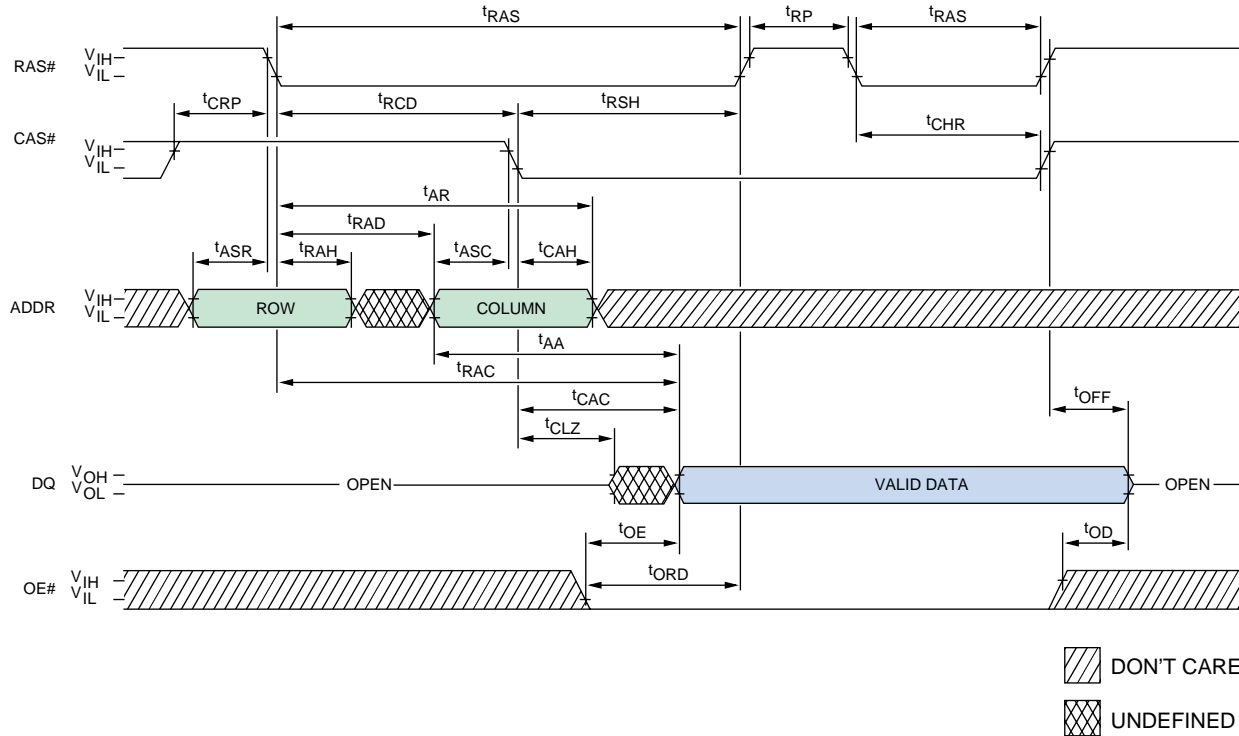 tRAS tRP tRAS
RAS# VIH
VIL
tCRP tRCD tRSH
CAS# VIH
VIL
tCHR
tAR
tRAD
tASR tRAH tASC tCAH
ADDR VIH
VIL
ROW COLUMN
tAA
tRAC
tCAC tOFF
tCLZ
DQ VOH
VOL
OPEN VALID DATA OPEN
tOE tOD
tORD
OE# VIH
VIL
DON'T CARE
UNDEFINED